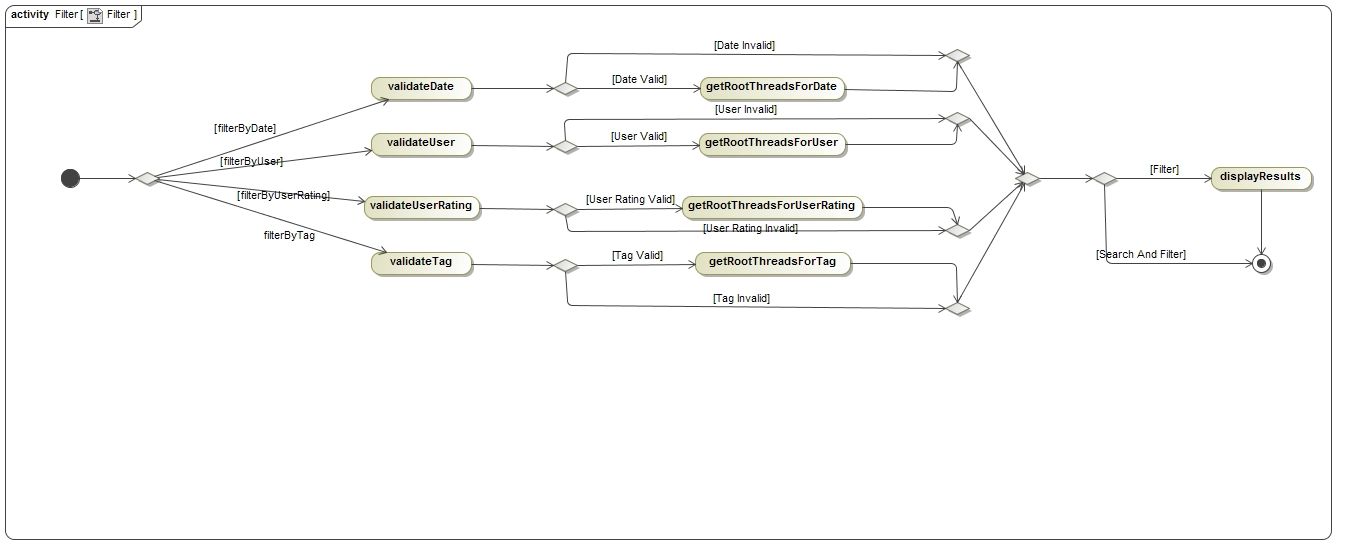 activity Filter [ Filter ]
[Date Invalid]
validateDate
[Date Valid]
getRootThreadsForDate
[filterByDate]
[User Invalid]
validateUser
[User Valid]
getRootThreadsForUser
[filterByUser]
[Filter]
displayResults
[filterByUserRating]
validateUserRating
[User Rating Valid]
getRootThreadsForUserRating
[User Rating Invalid]
filterByTag
validateTag
[Tag Valid]
getRootThreadsForTag
[Search And Filter]
[Tag Invalid]